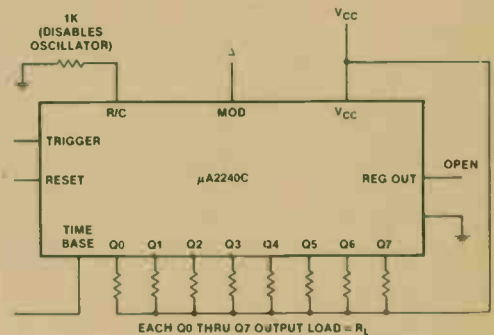 1K
(DISABLES
OSCILLATOR)
VCC
R/C
MOD
VCC
TRIGGER
RESET
μA2240C
REG OUT
OPEN
TIME
BASE
Q0 Q1 Q2 Q3 Q4 Q5 Q6 Q7
EACH Q0 THRU Q7 OUTPUT LOAD = RL